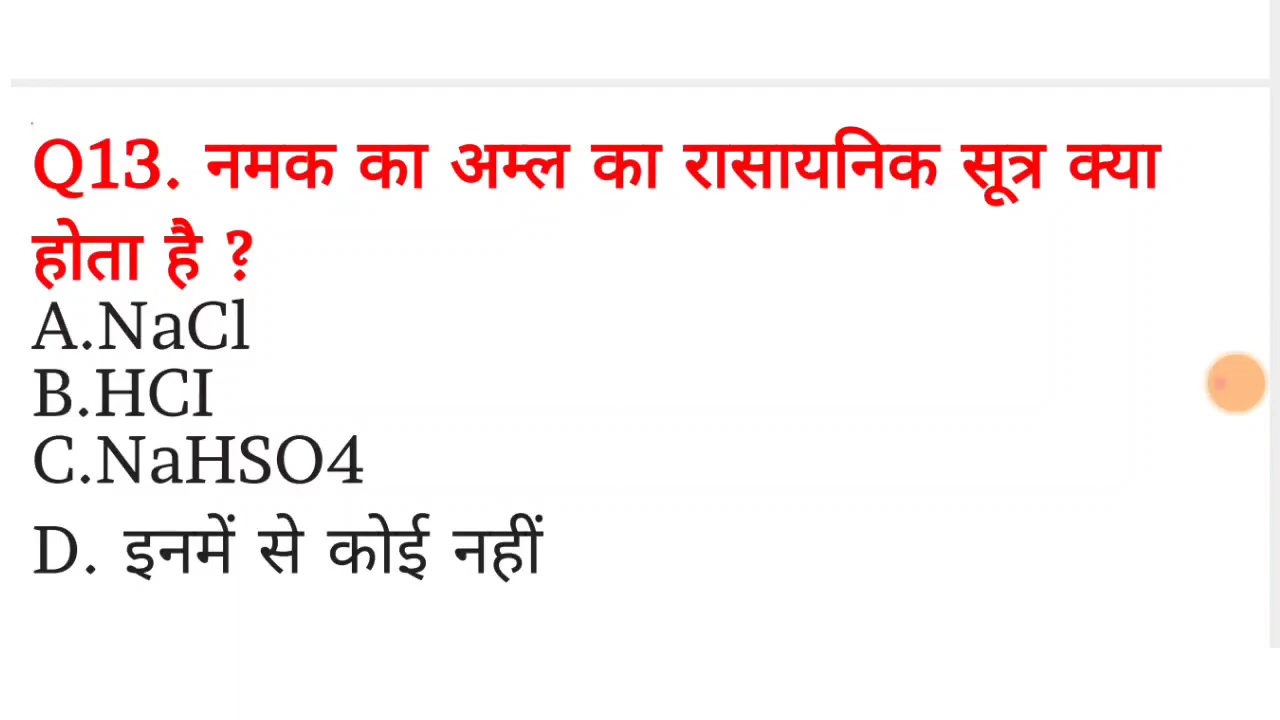 Q13. नमक का अम्ल का रासायनिक सूत्र क्या
होता है ?
A.NaCl
B.HCI
C.NaHSO4
D. इनमें से कोई नहीं